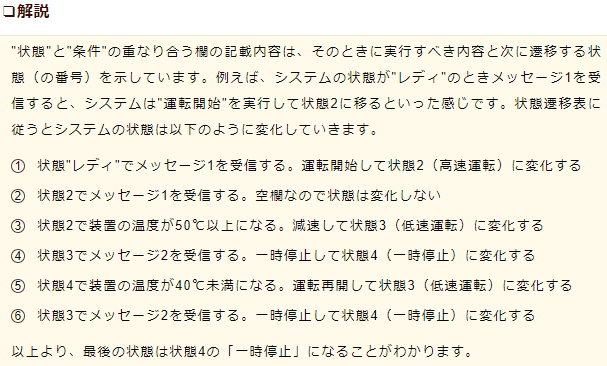 ❏解説
"状態"と"条件"の重なり合う欄の記載内容は、そのときに実行すべき内容と次に遷移する状
態（の番号）を示しています。例えば、システムの状態が"レディ"のときメッセージ1を受
信すると、システムは"運転開始"を実行して状態2に移るといった感じです。状態遷移表に
従うとシステムの状態は以下のように変化していきます。
① 状態"レディ"でメッセージ1を受信する。運転開始して状態2（高速運転）に変化する
② 状態2でメッセージ1を受信する。空欄なので状態は変化しない
③ 状態2で装置の温度が50℃以上になる。減速して状態3（低速運転）に変化する
④ 状態3でメッセージ2を受信する。一時停止して状態4（一時停止）に変化する
⑤ 状態4で装置の温度が40℃未満になる。運転再開して状態3（低速運転）に変化する
⑥ 状態3でメッセージ2を受信する。一時停止して状態4（一時停止）に変化する
以上より、最後の状態は状態4の「一時停止」になることがわかります。